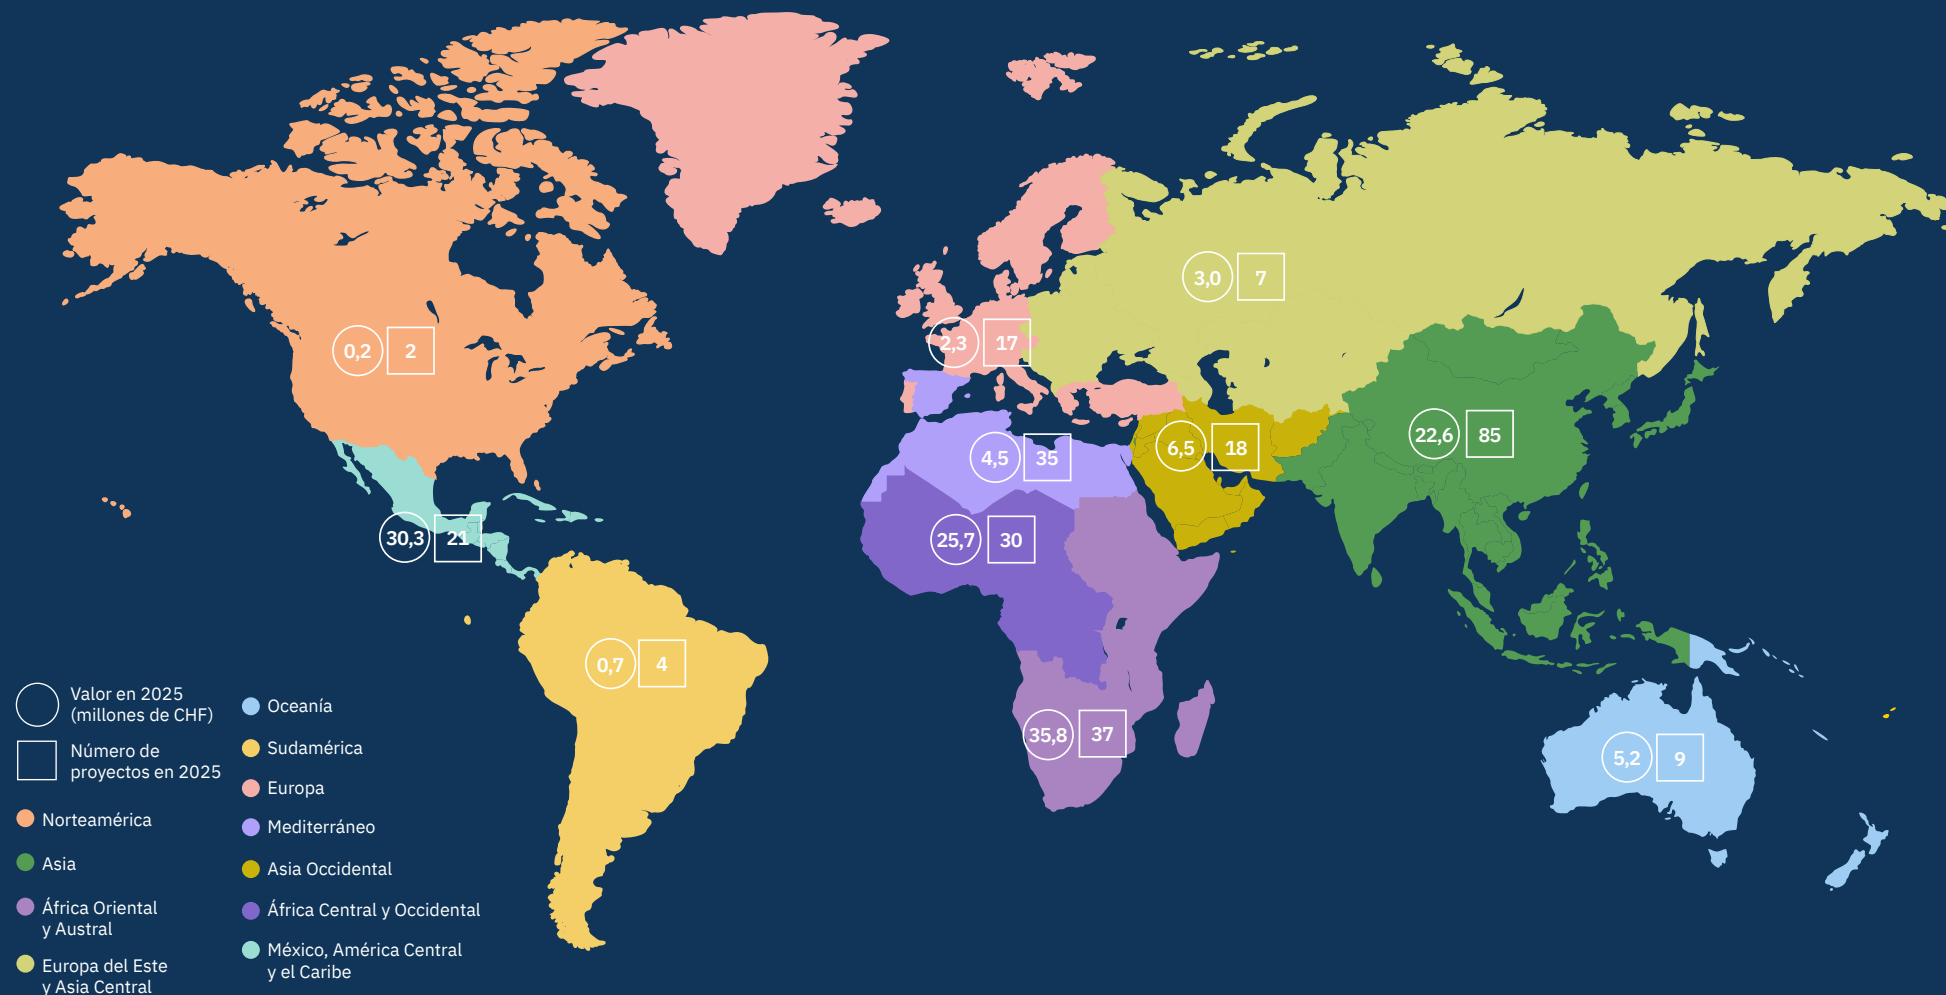 3,0 7
2,3 17
0,2 2
22,6 85
6,5 18
4,5 35
30,3 21
25,7 30
0,7 4
35,8 37
5,2 9
Valor en 2025
(millones de CHF)
Número de
proyectos en 2025
Norteamérica
Asia
África Oriental
y Austral
Europa del Este
y Asia Central
Oceanía
Sudamérica
Europa
Mediterráneo
Asia Occidental
África Central y Occidental
México, América Central
y el Caribe